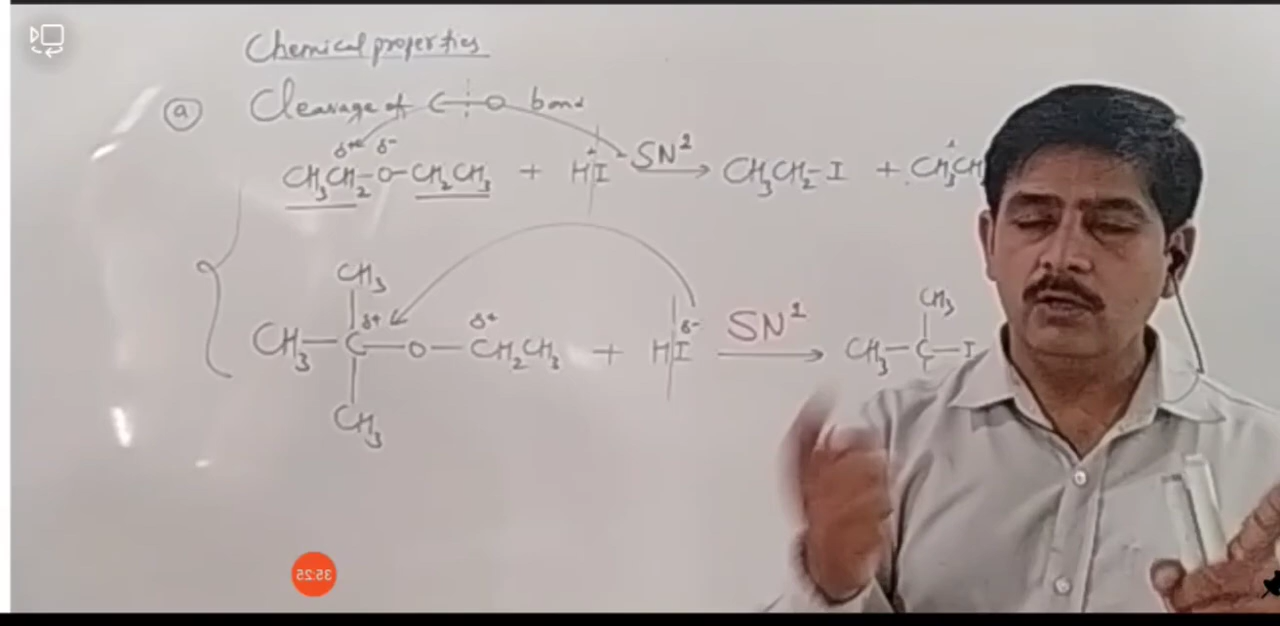 Chemical properties
ⓐ Cleavage of C–O bond
δ+ δ-
CH₃CH₂–O–CH₂CH₃ + HI SN² → CH₃CH₂–I + CH₃CH
CH₃ CH₃
δ+ δ+ δ- SN¹
CH₃–C–O–CH₂CH₃ + HI → CH₃–C–I
CH₃
35:25